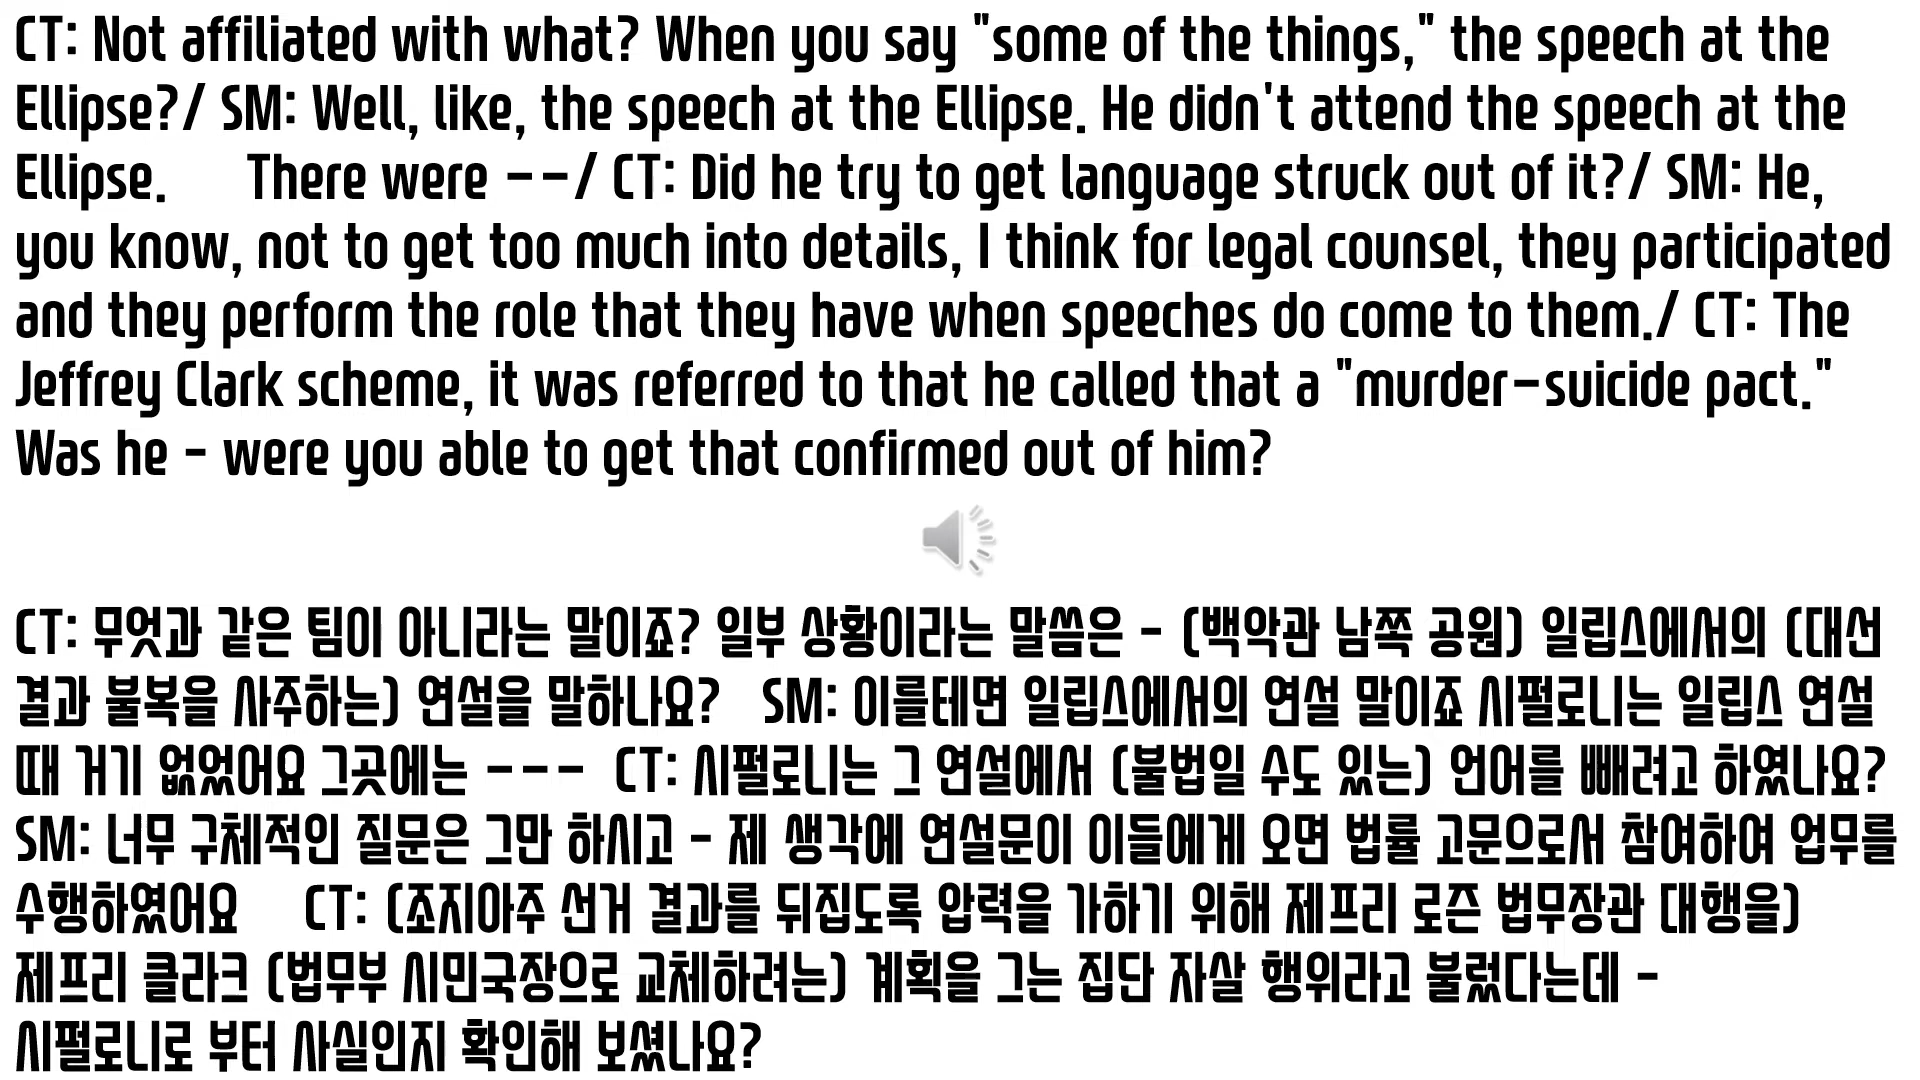 CT: Not affiliated with what? When you say "some of the things," the speech at the
Ellipse?/ SM: Well, like, the speech at the Ellipse. He didn't attend the speech at the
Ellipse. There were --/ CT: Did he try to get language struck out of it?/ SM: He,
you know, not to get too much into details, I think for legal counsel, they participated
and they perform the role that they have when speeches do come to them./ CT: The
Jeffrey Clark scheme, it was referred to that he called that a "murder-suicide pact."
Was he - were you able to get that confirmed out of him?
CT: 무엇과 같은 팀이 아니라는 말이죠? 일부 상황이라는 말씀은 - (백악관 남쪽 공원) 일립스에서의 (대선
결과 불복을 사주하는) 연설을 말하나요? SM: 이를테면 일립스에서의 연설 말이죠 시펄로니는 일립스 연설
때 거기 없었어요 그곳에는 --- CT: 시펄로니는 그 연설에서 (불법일 수도 있는) 언어를 빼려고 하였나요?
SM: 너무 구체적인 질문은 그만 하시고 - 제 생각에 연설문이 이들에게 오면 법률 고문으로서 참여하여 업무를
수행하였어요 CT: (조지아주 선거 결과를 뒤집도록 압력을 가하기 위해 제프리 로즌 법무장관 대행을)
제프리 클라크 (법무부 시민국장으로 교체하려는) 계획을 그는 집단 자살 행위라고 불렀다는데 -
시펄로니로 부터 사실인지 확인해 보셨나요?